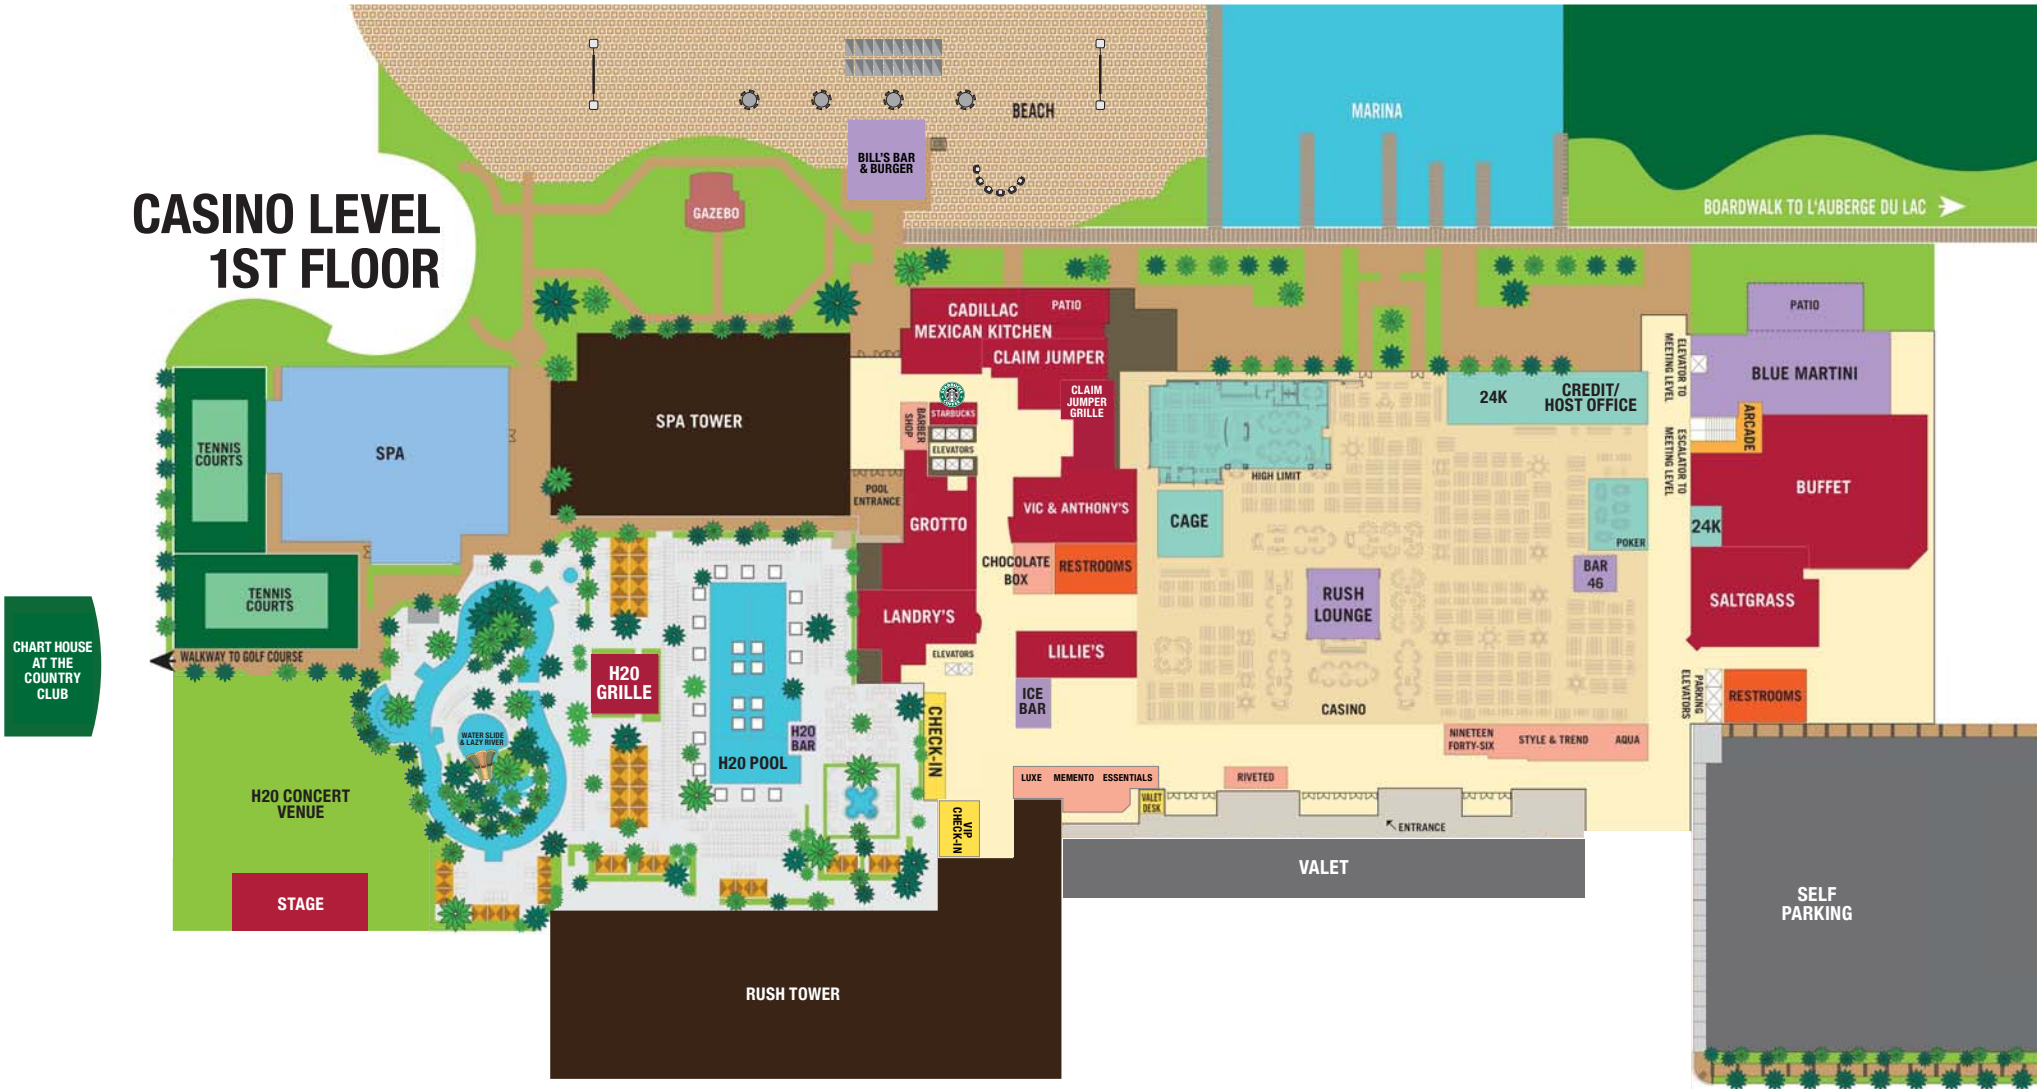 BEACH
MARINA
BILL'S BAR
& BURGER
CASINO LEVEL
1ST FLOOR
GAZEBO
BOARDWALK TO L'AUBERGE DU LAC
CADILLAC
MEXICAN KITCHEN
PATIO
CLAIM JUMPER
CLAIM
JUMPER
GRILLE
PATIO
ELEVATOR TO
MEETING LEVEL
BLUE MARTINI
24K
CREDIT/
HOST OFFICE
STARBUCKS
BARBER
SHOP
ELEVATORS
SPA TOWER
TENNIS
COURTS
SPA
ARCADE
ESCALATOR TO
MEETING LEVEL
HIGH LIMIT
BUFFET
POOL
ENTRANCE
GROTTO
VIC & ANTHONY'S
CAGE
POKER
24K
CHOCOLATE
BOX
RESTROOMS
BAR
46
RUSH
LOUNGE
SALTGRASS
TENNIS
COURTS
LANDRY'S
CHART HOUSE
AT THE
COUNTRY
CLUB
WALKWAY TO GOLF COURSE
ELEVATORS
LILLIE'S
H20
GRILLE
ICE
BAR
CASINO
PARKING
ELEVATORS
RESTROOMS
WATER SLIDE
& LAZY RIVER
H20
BAR
H20 POOL
CHECK-IN
NINETEEN
FORTY-SIX
STYLE & TREND
AQUA
LUXE
MEMENTO
ESSENTIALS
RIVETED
VALET
DESK
H20 CONCERT
VENUE
VIP
CHECK-IN
ENTRANCE
VALET
STAGE
SELF
PARKING
RUSH TOWER